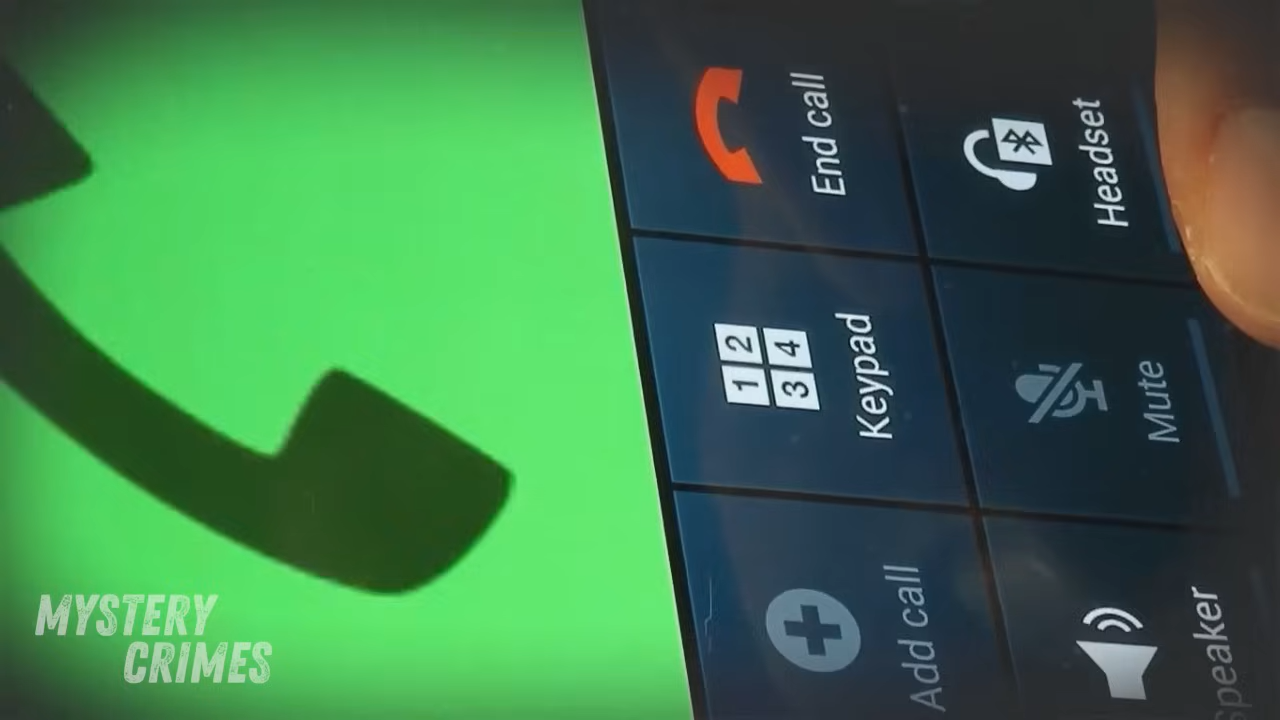 End call
Headset
1 2
3 4
Keypad
Mute
Add call
Speaker
MYSTERY
CRIMES